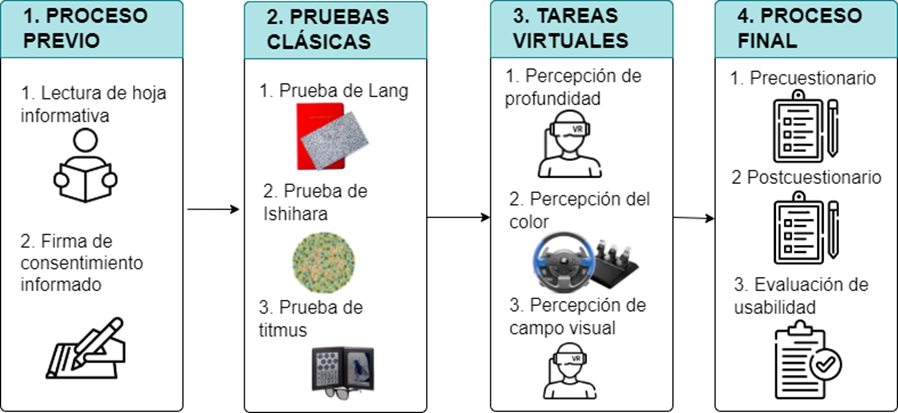 1. PROCESO
PREVIO
1. Lectura de hoja
informativa
2. Firma de
consentimiento
informado
2. PRUEBAS
CLÁSICAS
1. Prueba de Lang
2. Prueba de
Ishihara
3. Prueba de
titmus
3. TAREAS
VIRTUALES
1. Percepción de
profundidad
VR
2. Percepción del
color
3. Percepción de
campo visual
VR
4. PROCESO
FINAL
1. Precuestionario
2 Postcuestionario
3. Evaluación de
usabilidad